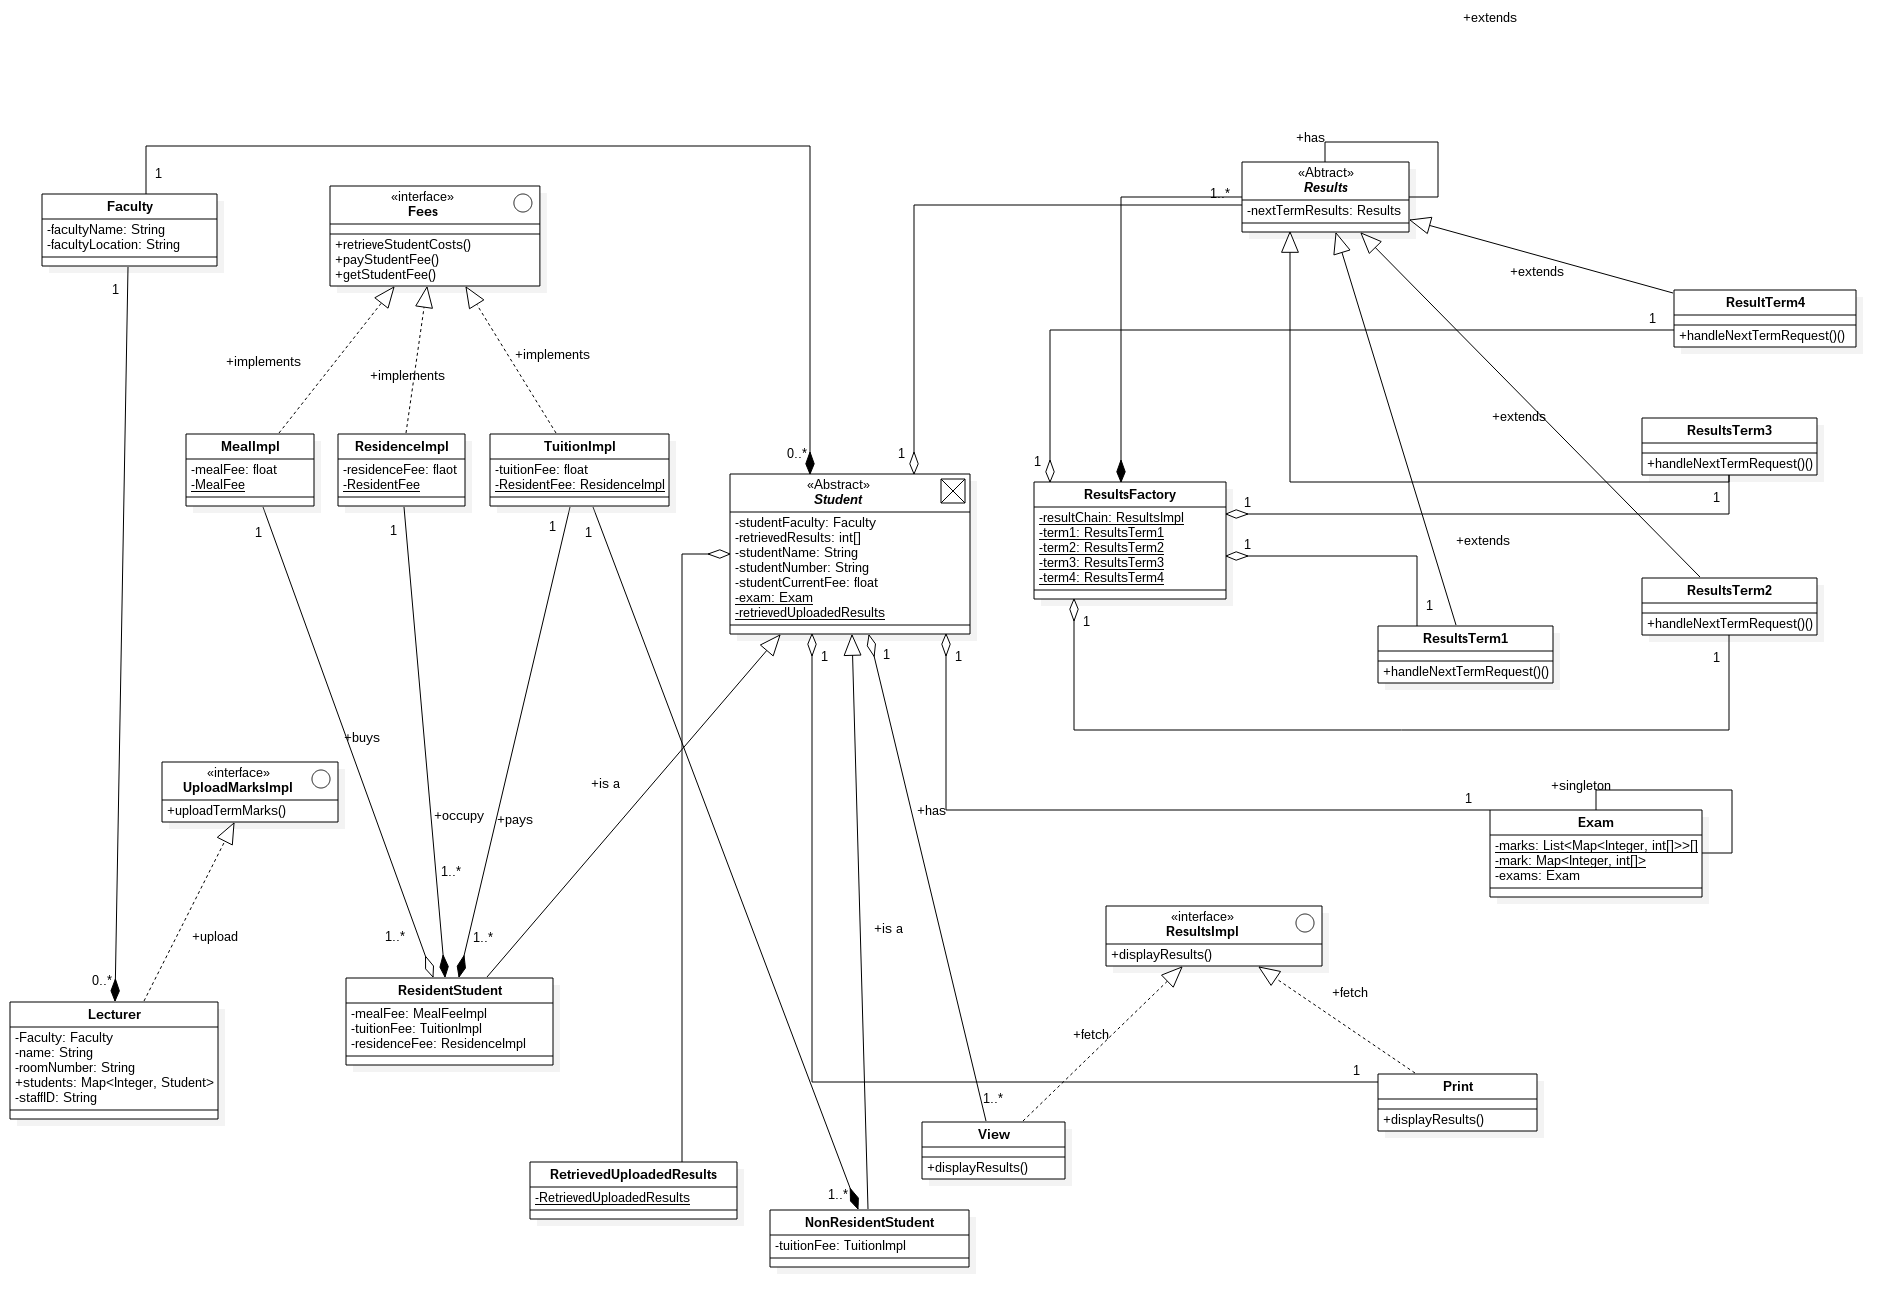 +extends
+has
1
«Abtract»
Results
-nextTermResults: Results
1..*
Faculty
-facultyName: String
-facultyLocation: String
1
«interface»
Fees
+retrieveStudentCosts()
+payStudentFee()
+getStudentFee()
+extends
ResultTerm4
+handleNextTermRequest()()
1
+implements
+implements
+implements
+extends
ResultsTerm3
+handleNextTermRequest()()
1
MealImpl
-mealFee: float
-MealFee
1
ResidenceImpl
-residenceFee: flaot
-ResidentFee
1
TuitionImpl
-tuitionFee: float
-ResidentFee: ResidenceImpl
1
1
0..*
1
«Abstract»
Student
-studentFaculty: Faculty
-retrievedResults: int[]
-studentName: String
-studentNumber: String
-studentCurrentFee: float
-exam: Exam
-retrievedUploadedResults
1
1
1
1
ResultsFactory
-resultChain: ResultsImpl
-term1: ResultsTerm1
-term2: ResultsTerm2
-term3: ResultsTerm3
-term4: ResultsTerm4
1
1
1
+extends
ResultsTerm2
+handleNextTermRequest()()
1
1
ResultsTerm1
+handleNextTermRequest()()
+buys
+is a
+occupy
+pays
+has
«interface»
UploadMarksImpl
+uploadTermMarks()
+singleton
1
Exam
-marks: List<Map<Integer, int[]>>[]
-mark: Map<Integer, int[]>
-exams: Exam
1..*
1..*
1..*
+upload
+is a
«interface»
ResultsImpl
+displayResults()
+fetch
+fetch
0..*
Lecturer
-Faculty: Faculty
-name: String
-roomNumber: String
+students: Map<Integer, Student>
-staffID: String
ResidentStudent
-mealFee: MealFeeImpl
-tuitionFee: TuitionImpl
-residenceFee: ResidenceImpl
1
Print
+displayResults()
1..*
View
+displayResults()
RetrievedUploadedResults
-RetrievedUploadedResults
1..*
NonResidentStudent
-tuitionFee: TuitionImpl